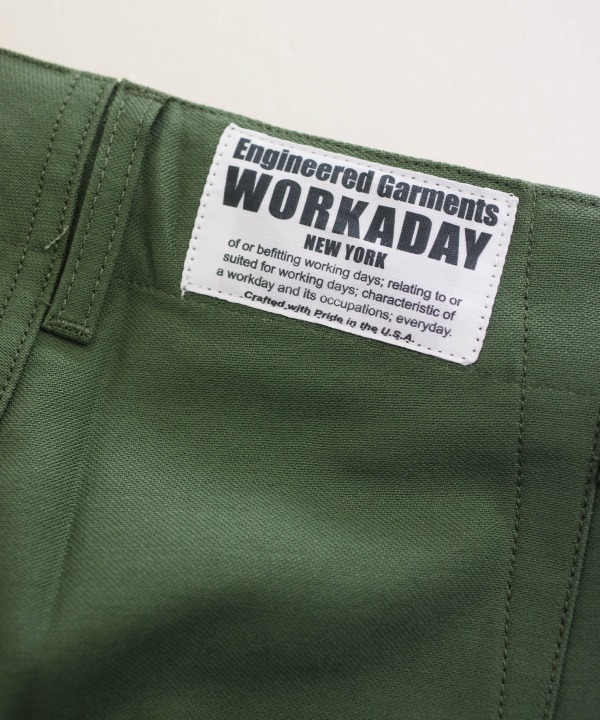 Engineered Garments
WORKADAY
NEW YORK
of or befitting working days; relating to or
suited for working days; characteristic of
a workday and its occupations; everyday.
Crafted with Pride in the U.S.A.